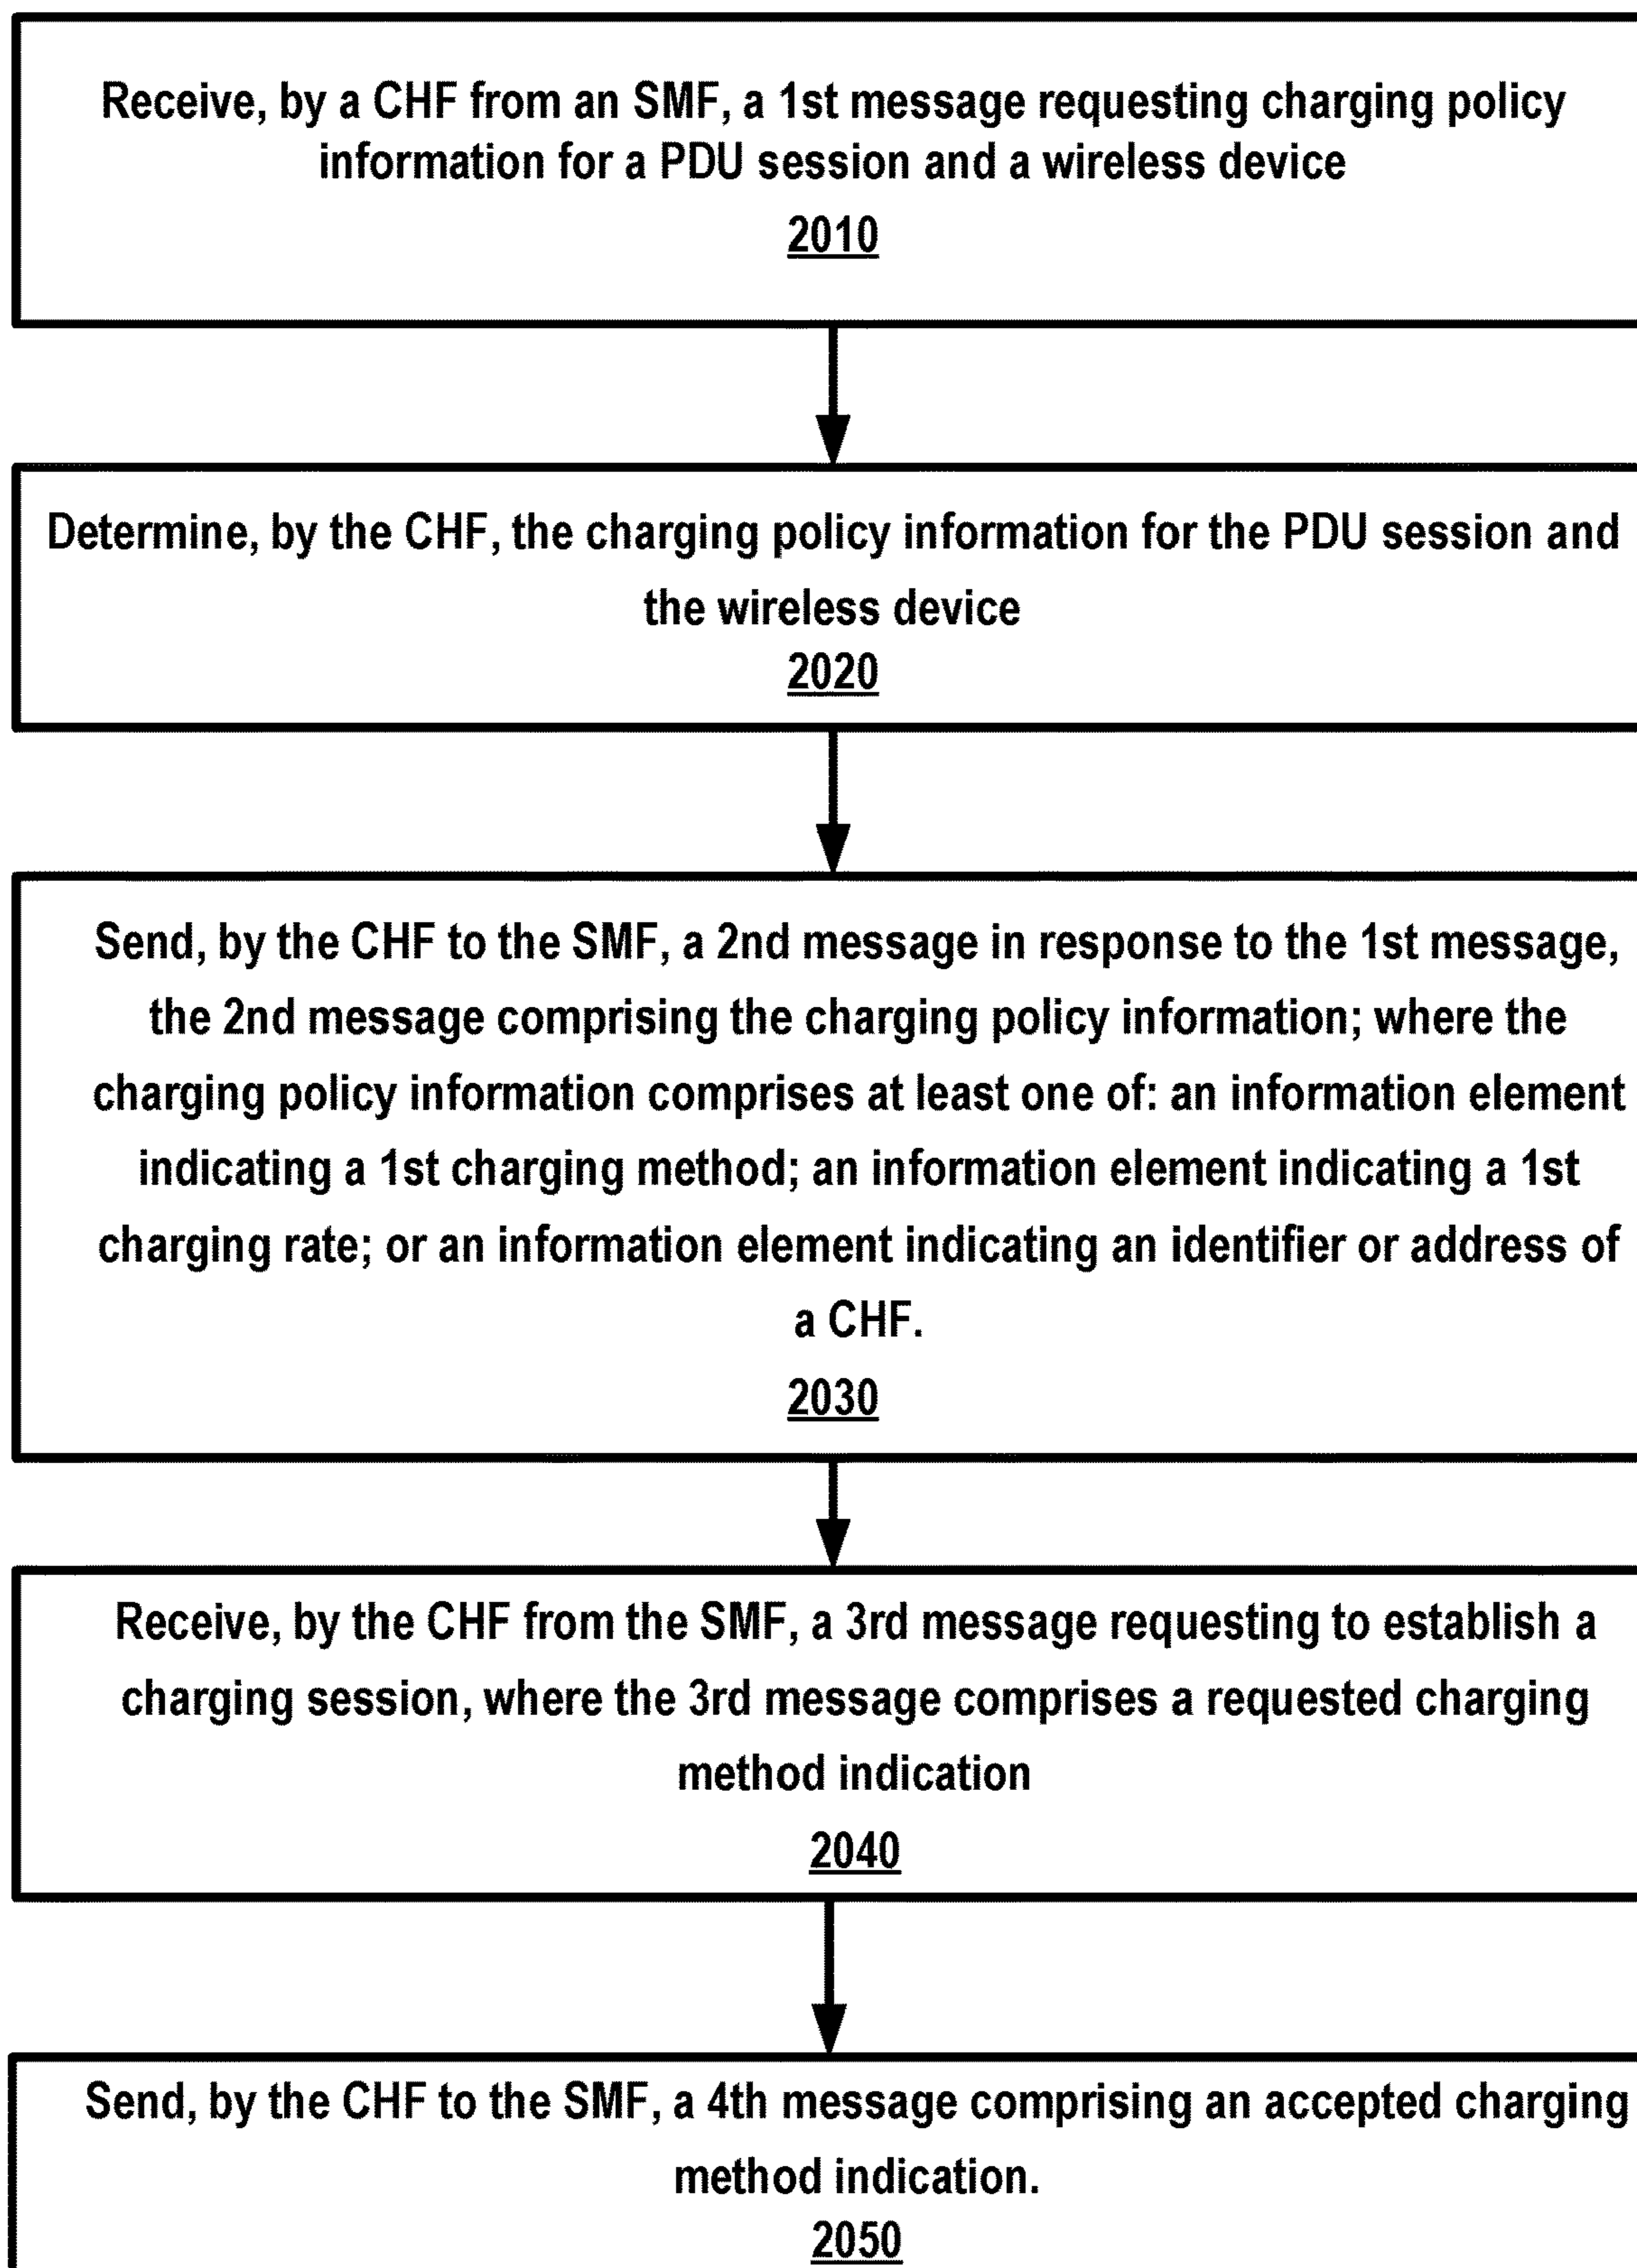 Receive, by a CHF from an SMF, a 1st message requesting charging policy
information for a PDU session and a wireless device
2010
Determine, by the CHF, the charging policy information for the PDU session and
the wireless device
2020
Send, by the CHF to the SMF, a 2nd message in response to the 1st message,
the 2nd message comprising the charging policy information; where the
charging policy information comprises at least one of: an information element
indicating a 1st charging method; an information element indicating a 1st
charging rate; or an information element indicating an identifier or address of
a CHF.
2030
Receive, by the CHF from the SMF, a 3rd message requesting to establish a
charging session, where the 3rd message comprises a requested charging
method indication
2040
Send, by the CHF to the SMF, a 4th message comprising an accepted charging
method indication.
2050